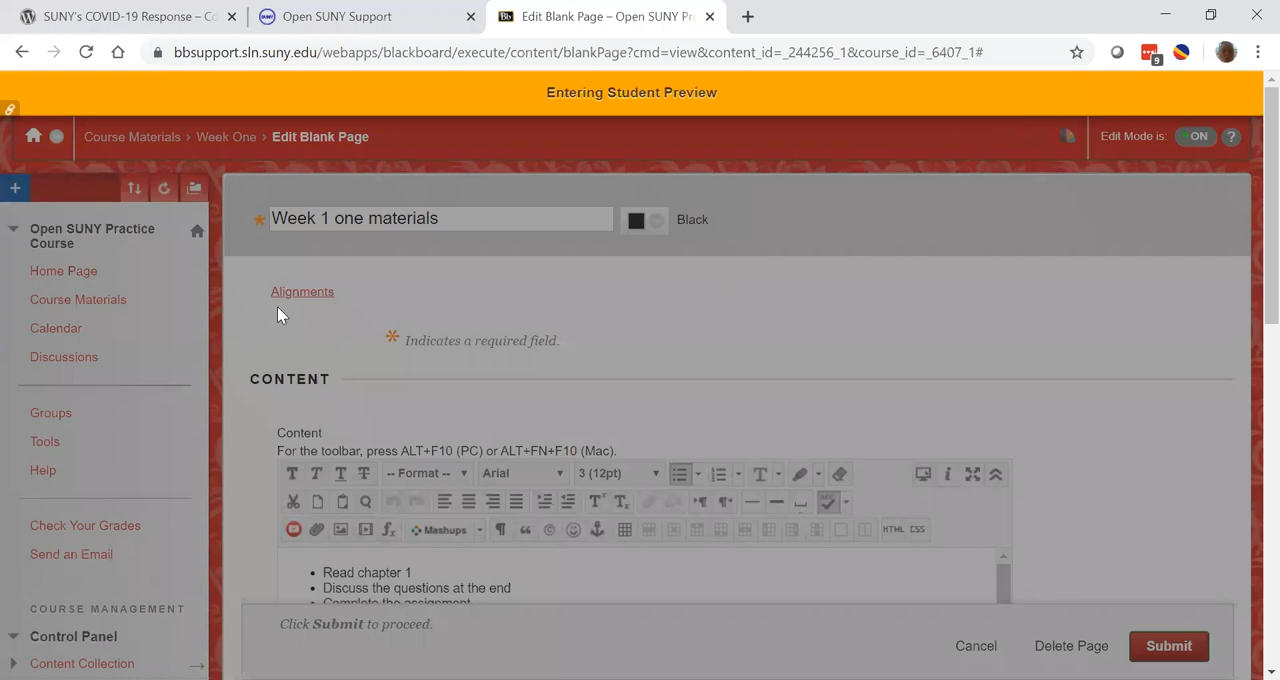 SUNY's COVID-19 Response – Co
Open SUNY Support
Bb Edit Blank Page – Open SUNY Pr
bbsupport.sln.suny.edu/webapps/blackboard/execute/content/blankPage?cmd=view&content_id=_244256_1&course_id=_6407_1#
9
Entering Student Preview
Course Materials > Week One > Edit Blank Page
Edit Mode is: ON ?
Week 1 one materials
Black
Open SUNY Practice
Course
Home Page
Course Materials
Calendar
Discussions
Groups
Tools
Help
Check Your Grades
Send an Email
COURSE MANAGEMENT
Control Panel
Content Collection
Alignments
* Indicates a required field.
CONTENT
Content
For the toolbar, press ALT+F10 (PC) or ALT+FN+F10 (Mac).
T T T T -- Format -- Arial 3 (12pt)
Mashups HTML CSS
• Read chapter 1
• Discuss the questions at the end
• Complete the assignment
Click Submit to proceed.
Cancel Delete Page Submit